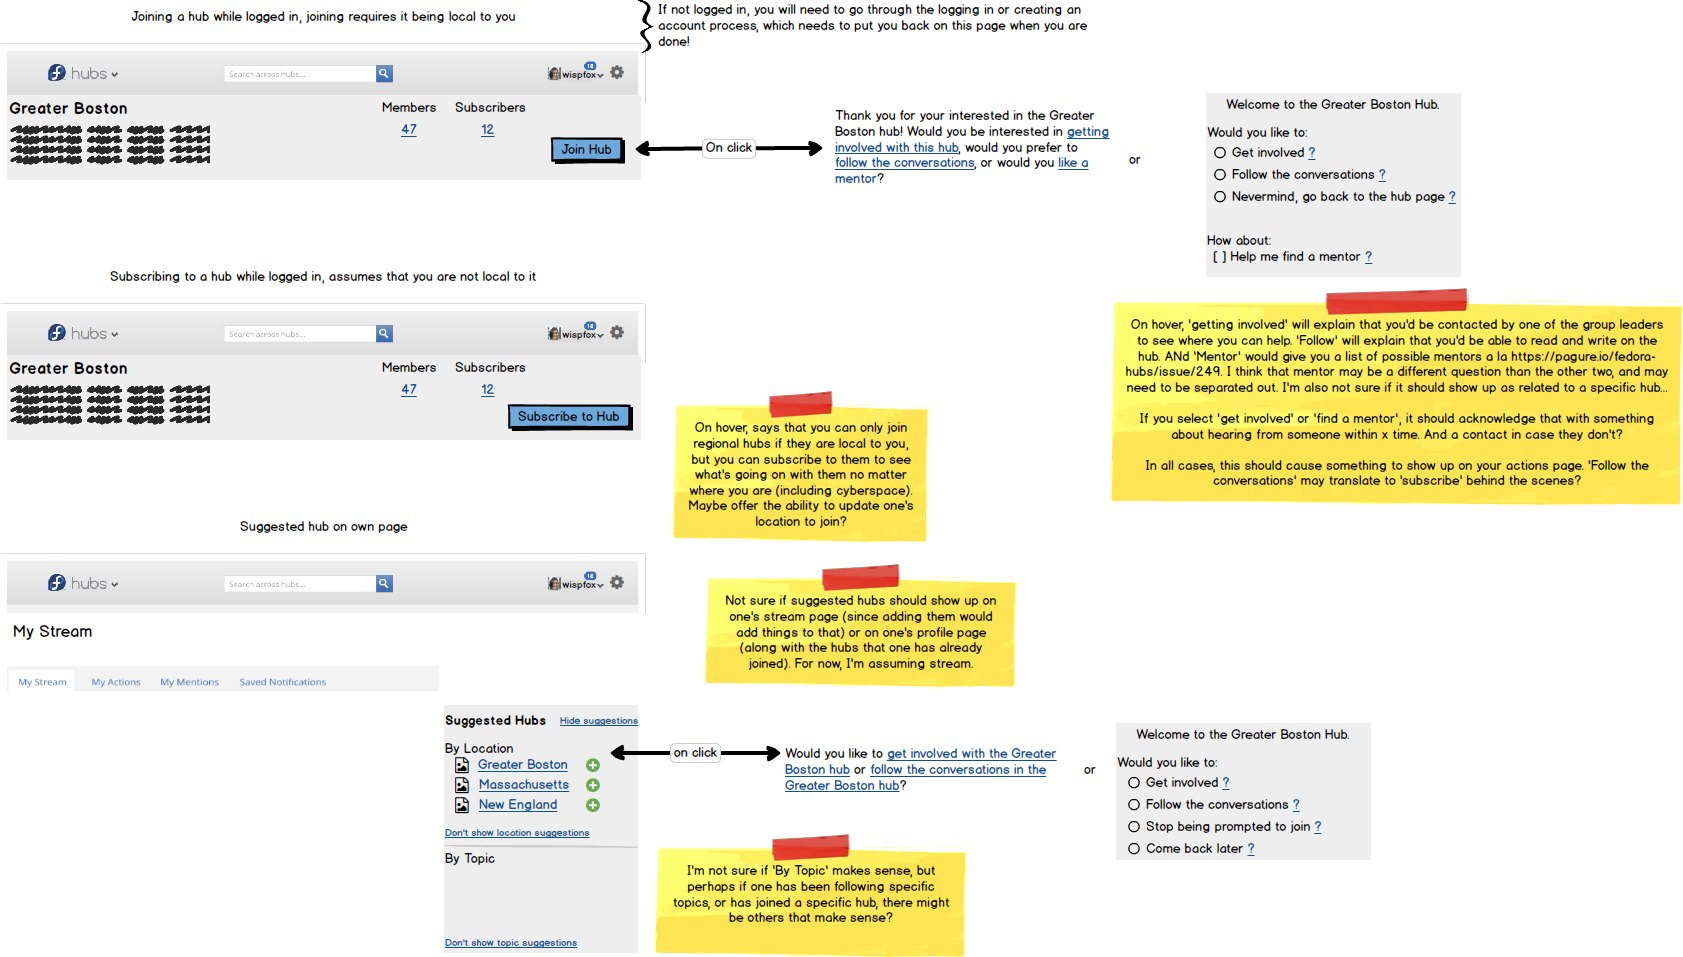 Joining a hub while logged in, joining requires it being local to you
If not logged in, you will need to go through the logging in or creating an
account process, which needs to put you back on this page when you are
done!
hubs
Search across hubs...
18
wispfox
Greater Boston
Members
Subscribers
47
12
Join Hub
On click
Thank you for your interested in the Greater
Boston hub! Would you be interested in getting
involved with this hub, would you prefer to
follow the conversations, or would you like a
mentor?
or
Welcome to the Greater Boston Hub.
Would you like to:
Get involved ?
Follow the conversations ?
Nevermind, go back to the hub page ?
How about:
[ ] Help me find a mentor ?
Subscribing to a hub while logged in, assumes that you are not local to it
hubs
Search across hubs...
18
wispfox
Greater Boston
Members
Subscribers
47
12
Subscribe to Hub
On hover, says that you can only join
regional hubs if they are local to you,
but you can subscribe to them to see
what's going on with them no matter
where you are (including cyberspace).
Maybe offer the ability to update one's
location to join?
On hover, 'getting involved' will explain that you'd be contacted by one of the group leaders
to see where you can help. 'Follow' will explain that you'd be able to read and write on the
hub. ANd 'Mentor' would give you a list of possible mentors a la https://pagure.io/fedora-
hubs/issue/249. I think that mentor may be a different question than the other two, and may
need to be separated out. I'm also not sure if it should show up as related to a specific hub...
If you select 'get involved' or 'find a mentor', it should acknowledge that with something
about hearing from someone within x time. And a contact in case they don't?
In all cases, this should cause something to show up on your actions page. 'Follow the
conversations' may translate to 'subscribe' behind the scenes?
Suggested hub on own page
hubs
Search across hubs...
18
wispfox
My Stream
My Stream
My Actions
My Mentions
Saved Notifications
Not sure if suggested hubs should show up on
one's stream page (since adding them would
add things to that) or on one's profile page
(along with the hubs that one has already
joined). For now, I'm assuming stream.
Suggested Hubs
Hide suggestions
By Location
Greater Boston
Massachusetts
New England
Don't show location suggestions
By Topic
Don't show topic suggestions
on click
Would you like to get involved with the Greater
Boston hub or follow the conversations in the
Greater Boston hub?
or
Welcome to the Greater Boston Hub.
Would you like to:
Get involved ?
Follow the conversations ?
Stop being prompted to join ?
Come back later ?
I'm not sure if 'By Topic' makes sense, but
perhaps if one has been following specific
topics, or has joined a specific hub, there might
be others that make sense?